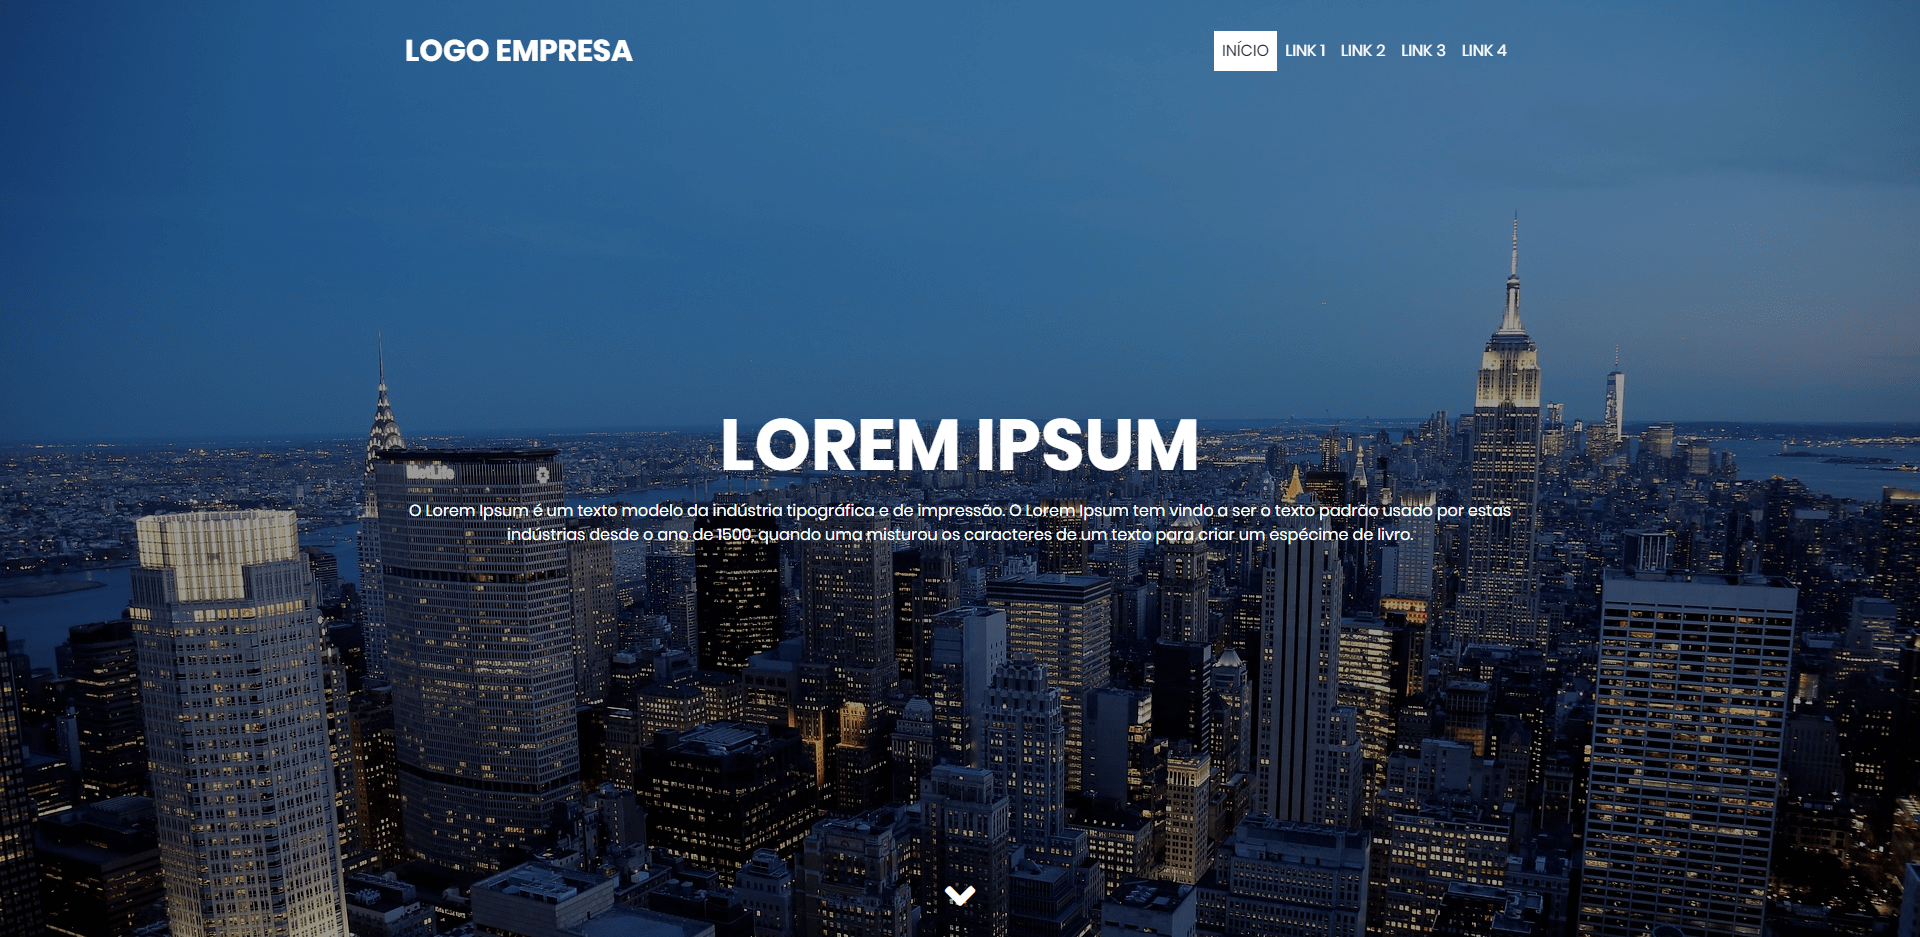 LOGO EMPRESA
INÍCIO LINK 1 LINK 2 LINK 3 LINK 4
LOREM IPSUM
MetLife
O Lorem Ipsum é um texto modelo da indústria tipográfica e de impressão. O Lorem Ipsum tem vindo a ser o texto padrão usado por estas
indústrias desde o ano de 1500, quando uma misturou os caracteres de um texto para criar um espécime de livro.